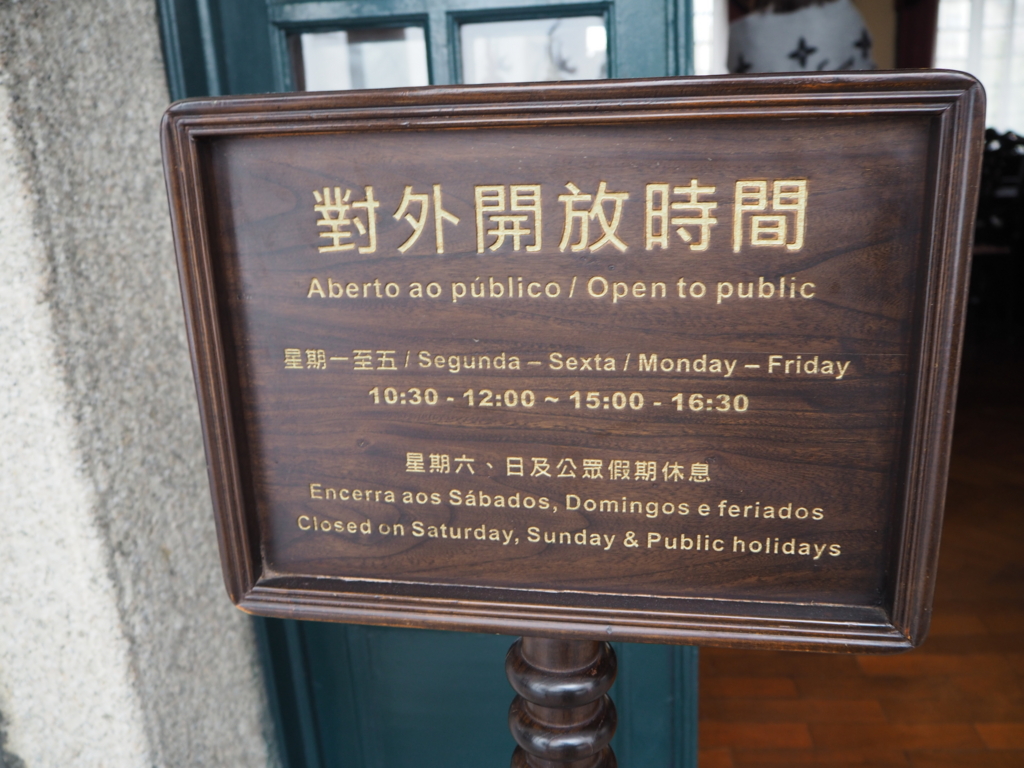 對外開放時間
Aberto ao público / Open to public
星期一至五 / Segunda – Sexta / Monday – Friday
10:30 - 12:00 ~ 15:00 - 16:30
星期六、日及公眾假期休息
Encerra aos Sábados, Domingos e feriados
Closed on Saturday, Sunday & Public holidays